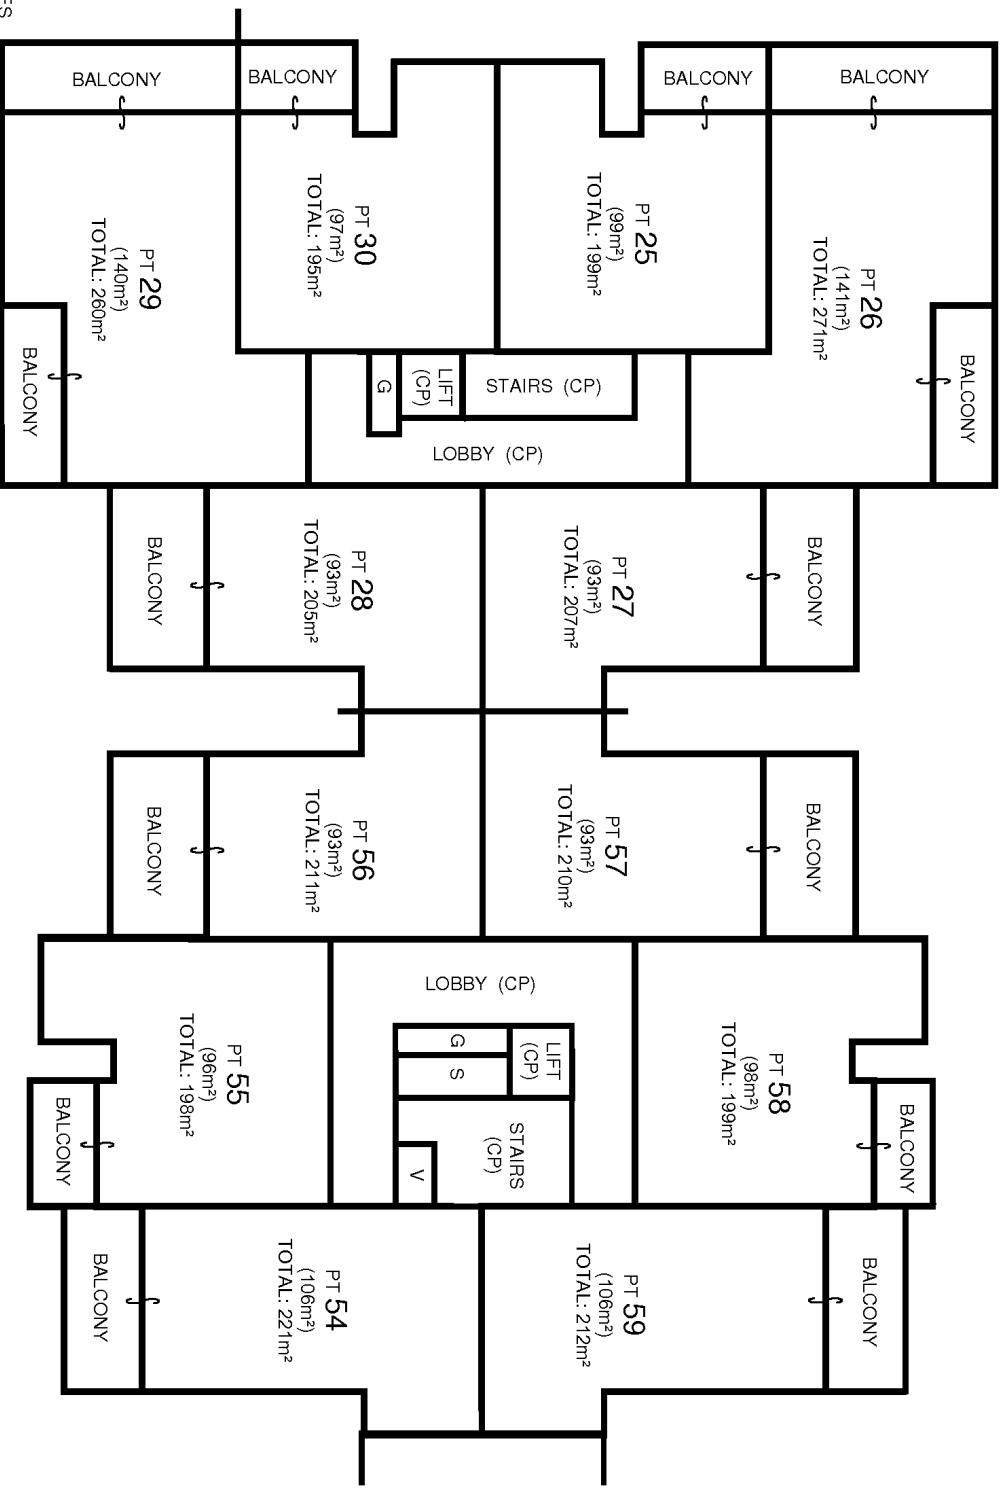 ES
BALCONY
BALCONY
BALCONY
BALCONY
PT 29
(140m²)
TOTAL: 260m²
PT 30
(97m²)
TOTAL: 195m²
PT 25
(99m²)
TOTAL: 199m²
PT 26
(141m²)
TOTAL: 271m²
BALCONY
G
LIFT
(CP)
STAIRS (CP)
BALCONY
LOBBY (CP)
BALCONY
PT 28
(93m²)
TOTAL: 205m²
PT 27
(93m²)
TOTAL: 207m²
BALCONY
BALCONY
PT 56
(93m²)
TOTAL: 211m²
PT 57
(93m²)
TOTAL: 210m²
BALCONY
LOBBY (CP)
PT 55
(96m²)
TOTAL: 198m²
G
S
LIFT
(CP)
PT 58
(98m²)
TOTAL: 199m²
BALCONY
V
STAIRS
(CP)
BALCONY
BALCONY
PT 54
(106m²)
TOTAL: 221m²
PT 59
(106m²)
TOTAL: 212m²
BALCONY